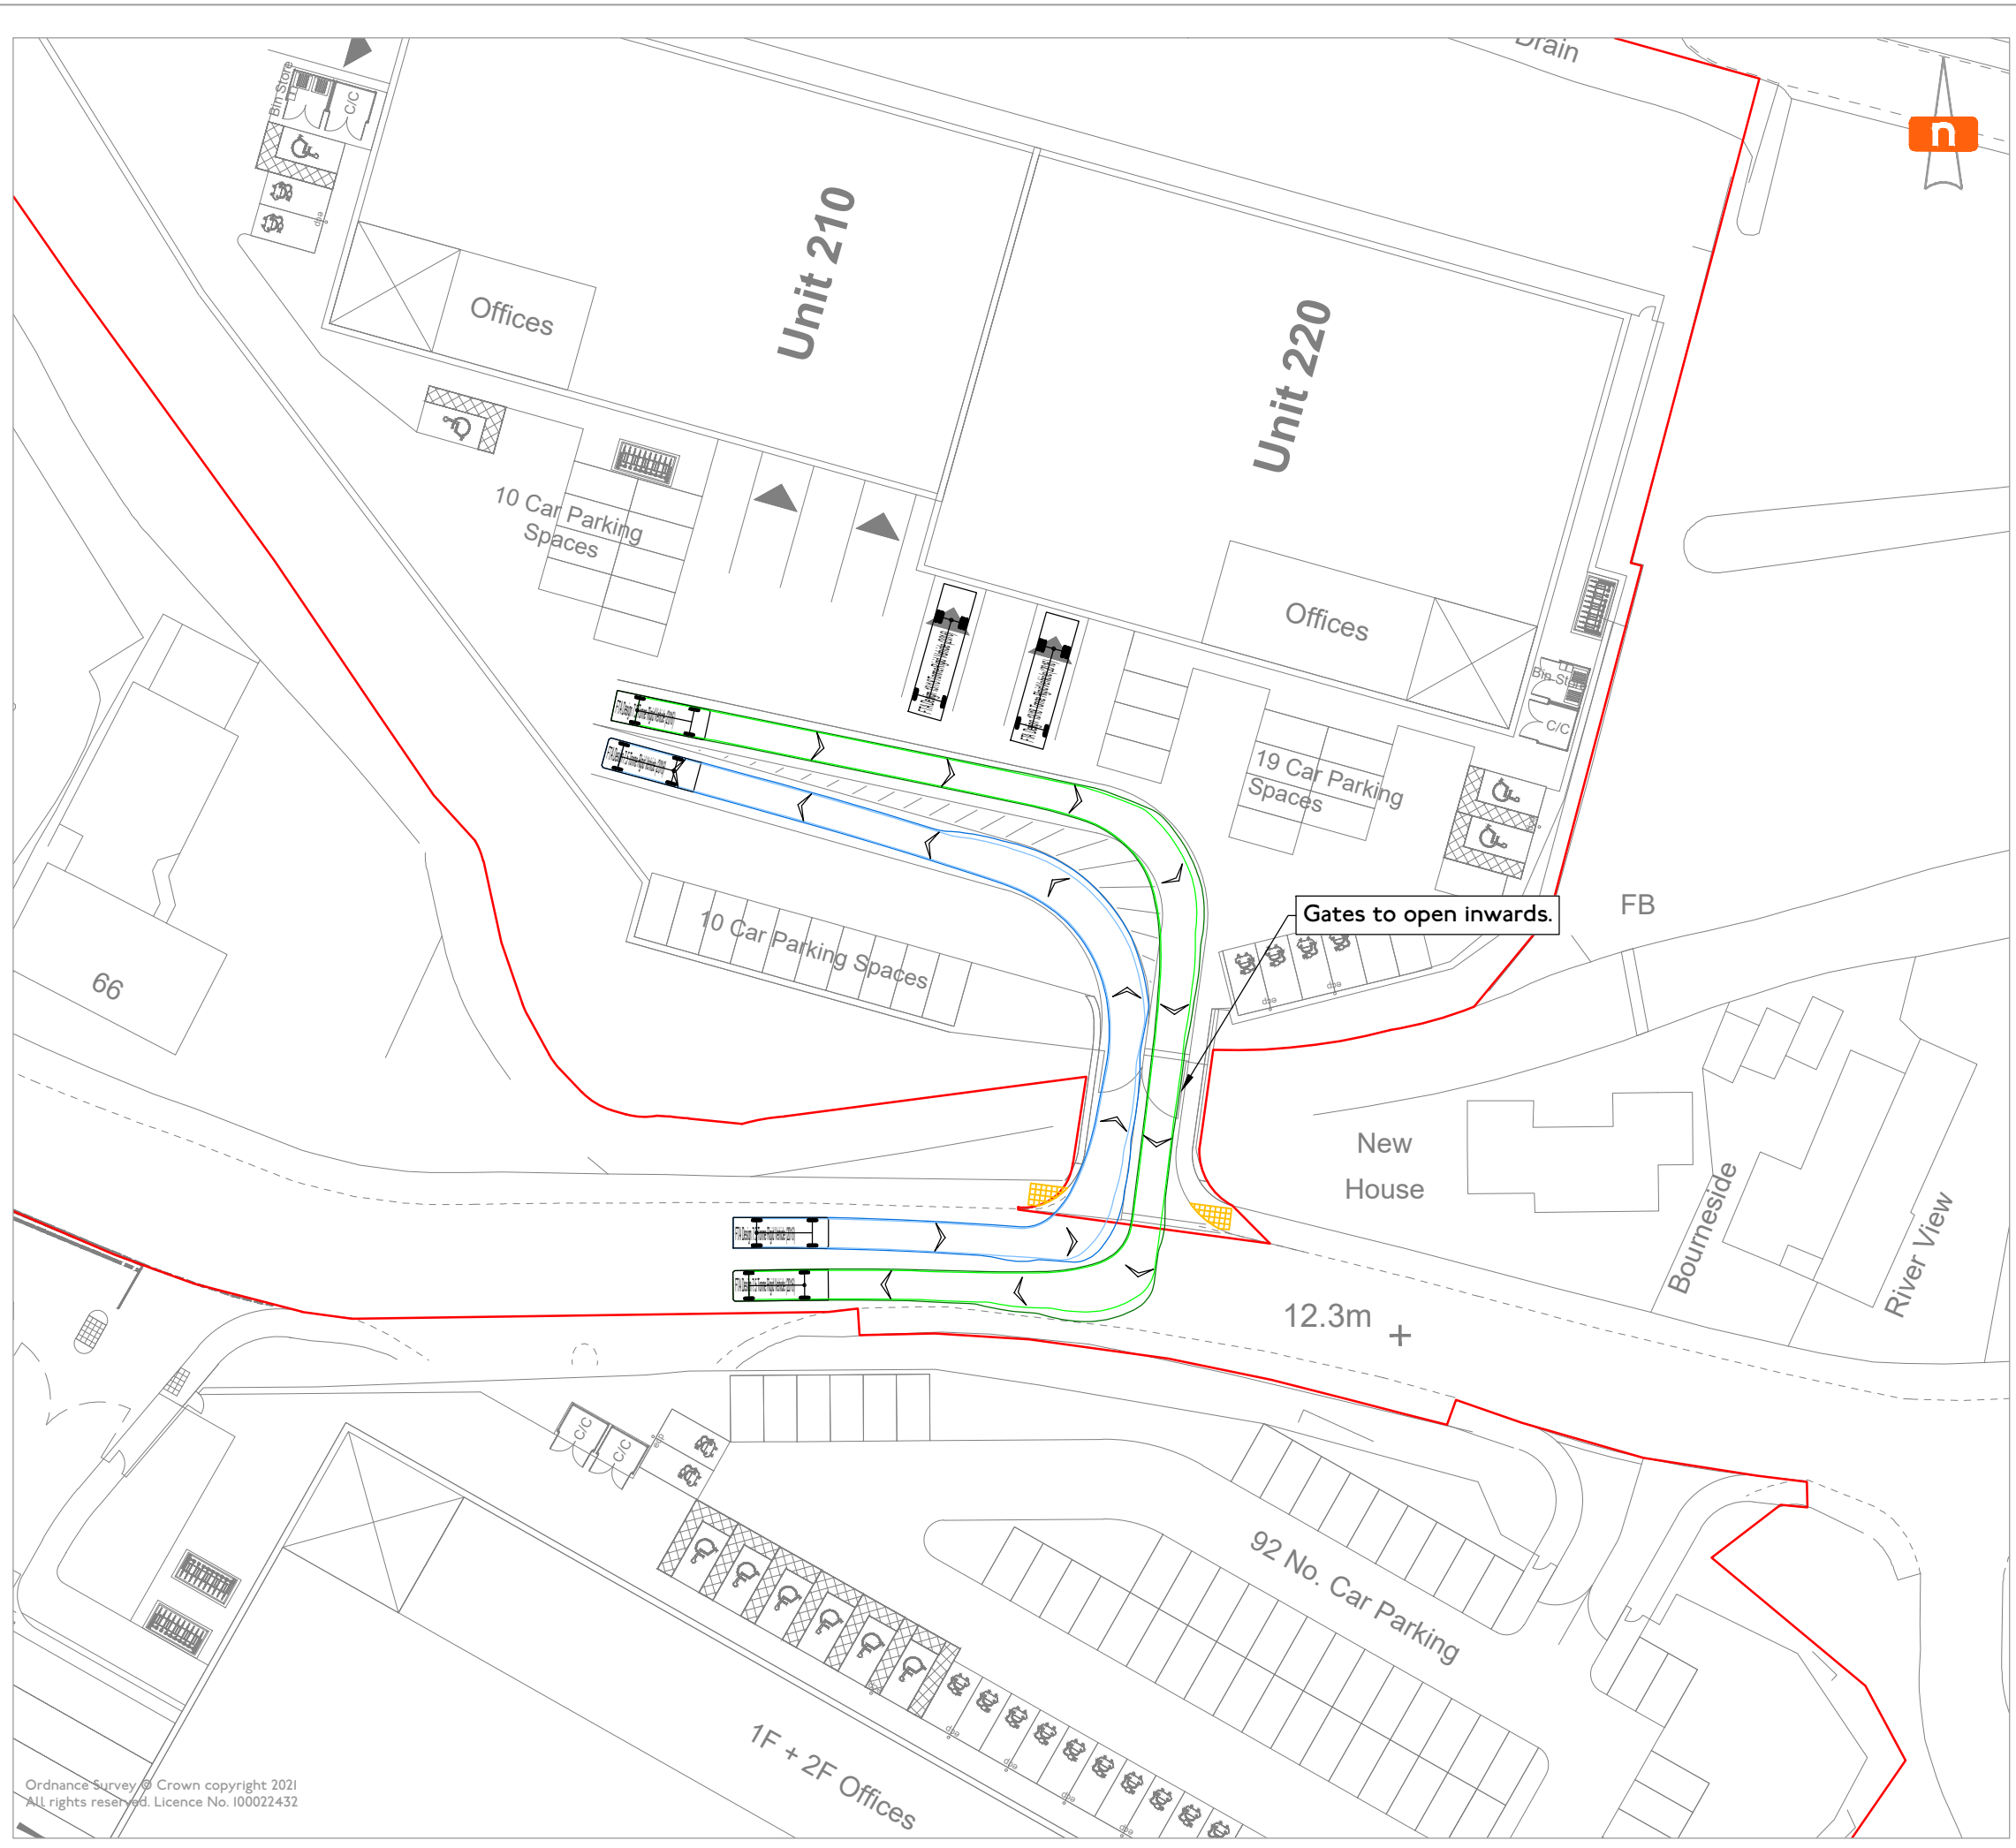 Drain
n
Bin Store
C/C
Unit 210
Offices
Unit 220
10 Car Parking
Spaces
Offices
Bin Store
C/C
19 Car Parking
Spaces
10 Car Parking Spaces
Gates to open inwards.
FB
66
New
House
Bourneside
River View
12.3m
C/C
C/C
92 No. Car Parking
1F + 2F Offices
Ordnance Survey © Crown copyright 2021
All rights reserved. Licence No. 100022432